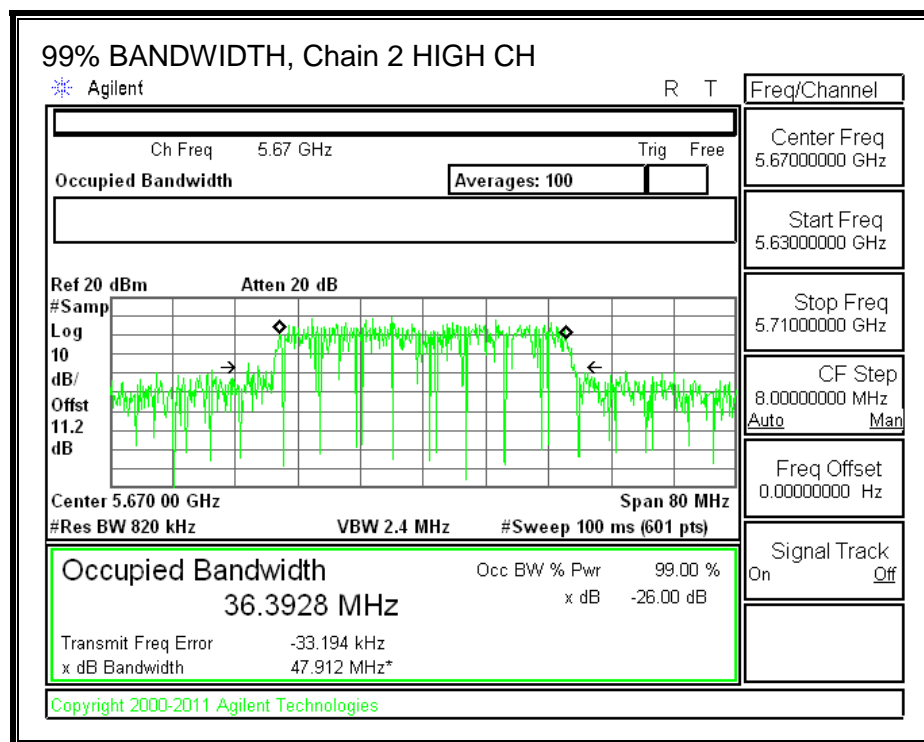 99% BANDWIDTH, Chain 2 HIGH CH
Agilent R T
Ch Freq 5.67 GHz Trig Free
Occupied Bandwidth Averages: 100
Ref 20 dBm Atten 20 dB
#Samp
Log
10
dB/
Offst
11.2
dB
Center 5.670 00 GHz Span 80 MHz
#Res BW 820 kHz VBW 2.4 MHz #Sweep 100 ms (601 pts)
Occupied Bandwidth Occ BW % Pwr 99.00 %
36.3928 MHz x dB -26.00 dB
Transmit Freq Error -33.194 kHz
x dB Bandwidth 47.912 MHz*
Copyright 2000-2011 Agilent Technologies
Freq/Channel
Center Freq
5.67000000 GHz
Start Freq
5.63000000 GHz
Stop Freq
5.71000000 GHz
CF Step
8.00000000 MHz
Auto Man
Freq Offset
0.00000000 Hz
Signal Track
On Off